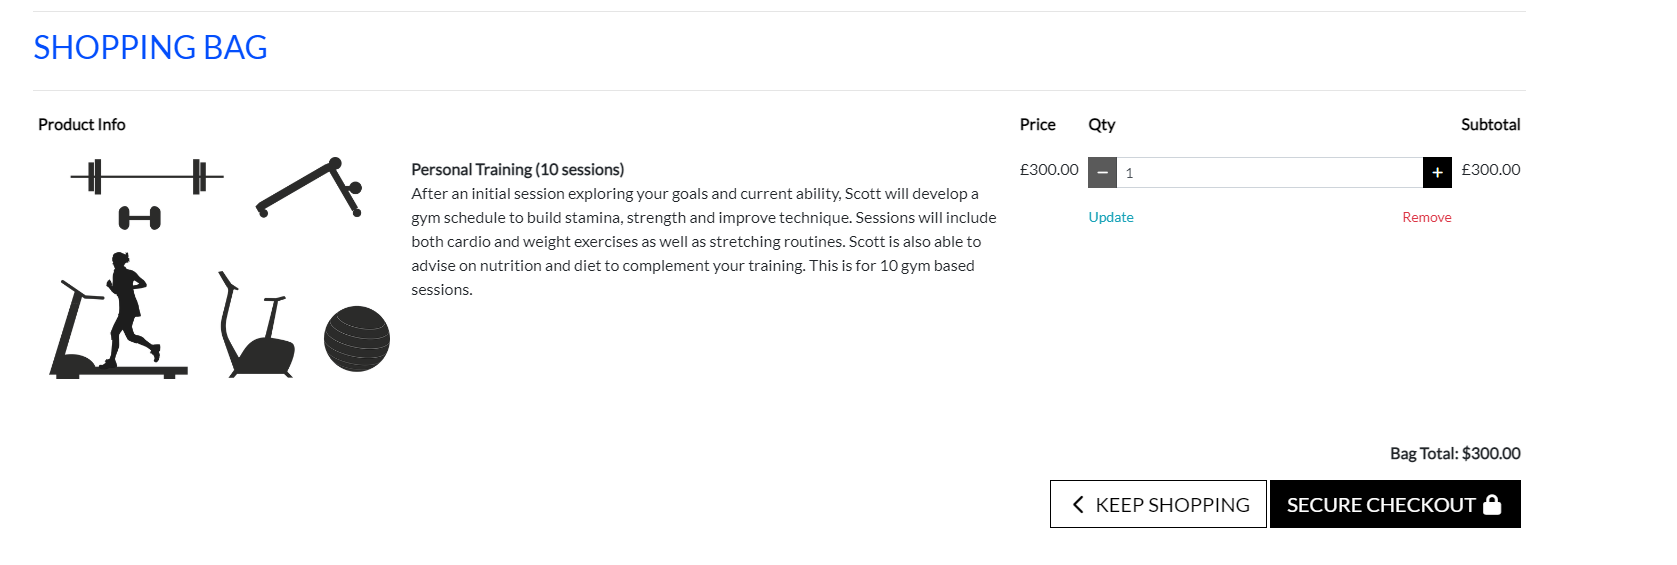 SHOPPING BAG
Product Info Price Qty Subtotal
Personal Training (10 sessions) £300.00 − 1 + £300.00
After an initial session exploring your goals and current ability, Scott will develop a
gym schedule to build stamina, strength and improve technique. Sessions will include
Update Remove
both cardio and weight exercises as well as stretching routines. Scott is also able to
advise on nutrition and diet to complement your training. This is for 10 gym based
sessions.
Bag Total: $300.00
KEEP SHOPPING SECURE CHECKOUT